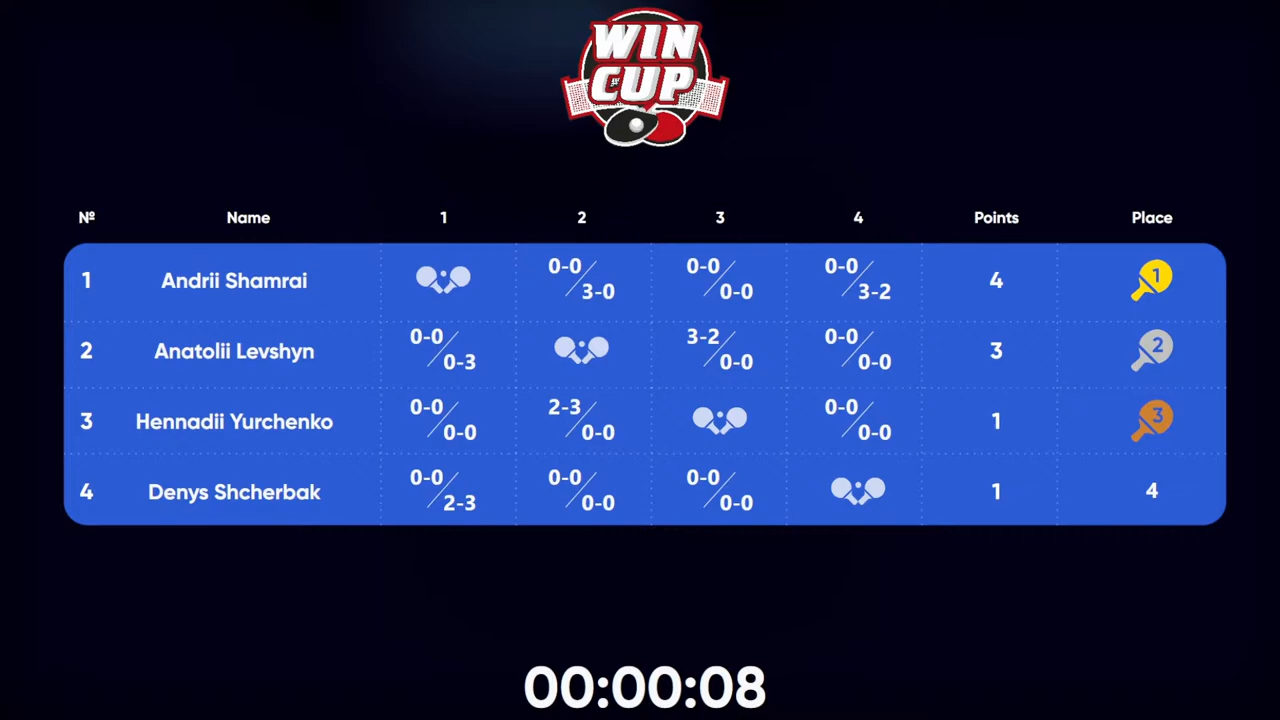 WIN
CUP
Nº Name 1 2 3 4 Points Place
1 Andrii Shamrai 0-0/3-0 0-0/0-0 0-0/3-2 4 1
2 Anatolii Levshyn 0-0/0-3 3-2/0-0 0-0/0-0 3 2
3 Hennadii Yurchenko 0-0/0-0 2-3/0-0 0-0/0-0 1 3
4 Denys Shcherbak 0-0/2-3 0-0/0-0 0-0/0-0 1 4
00:00:08